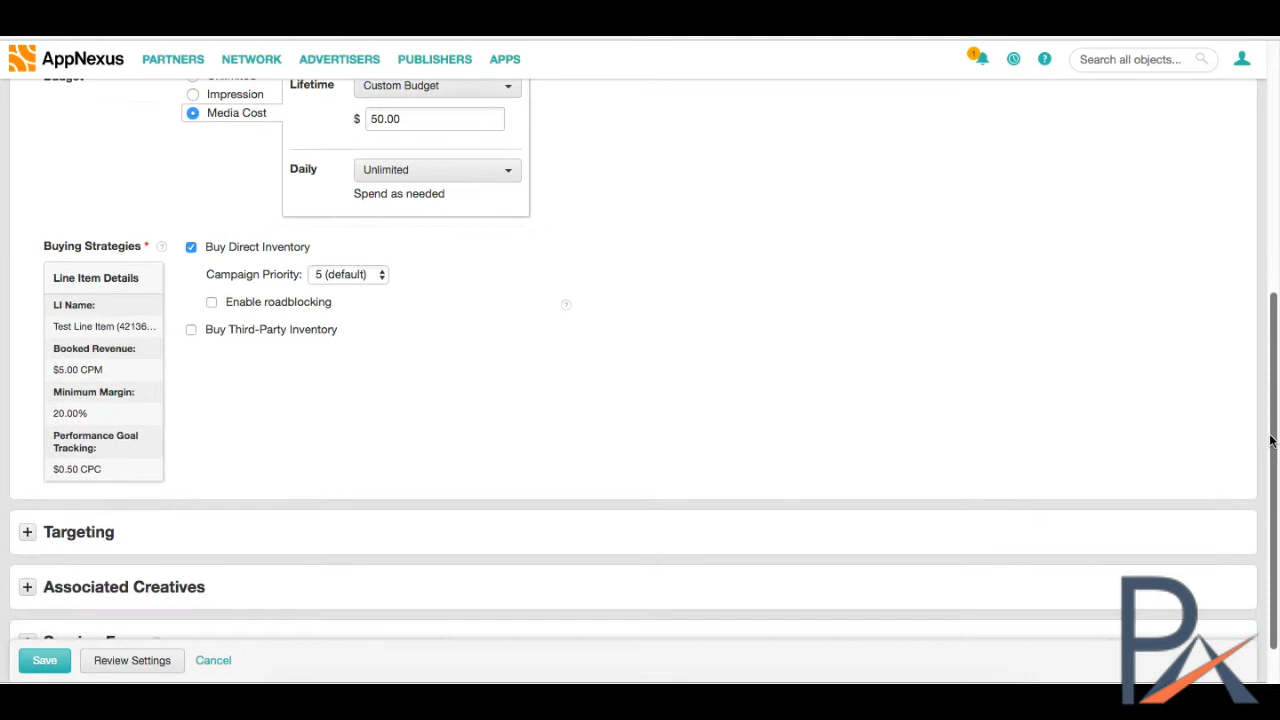 AppNexus PARTNERS NETWORK ADVERTISERS PUBLISHERS APPS 1 ? Search all objects...
Impression
Media Cost
Lifetime Custom Budget
$ 50.00
Daily Unlimited
Spend as needed
Buying Strategies * ? Buy Direct Inventory
Line Item Details
Campaign Priority: 5 (default)
LI Name:
Enable roadblocking ?
Test Line Item (42136...
Buy Third-Party Inventory
Booked Revenue:
$5.00 CPM
Minimum Margin:
20.00%
Performance Goal
Tracking:
$0.50 CPC
+ Targeting
+ Associated Creatives
Save Review Settings Cancel
PA